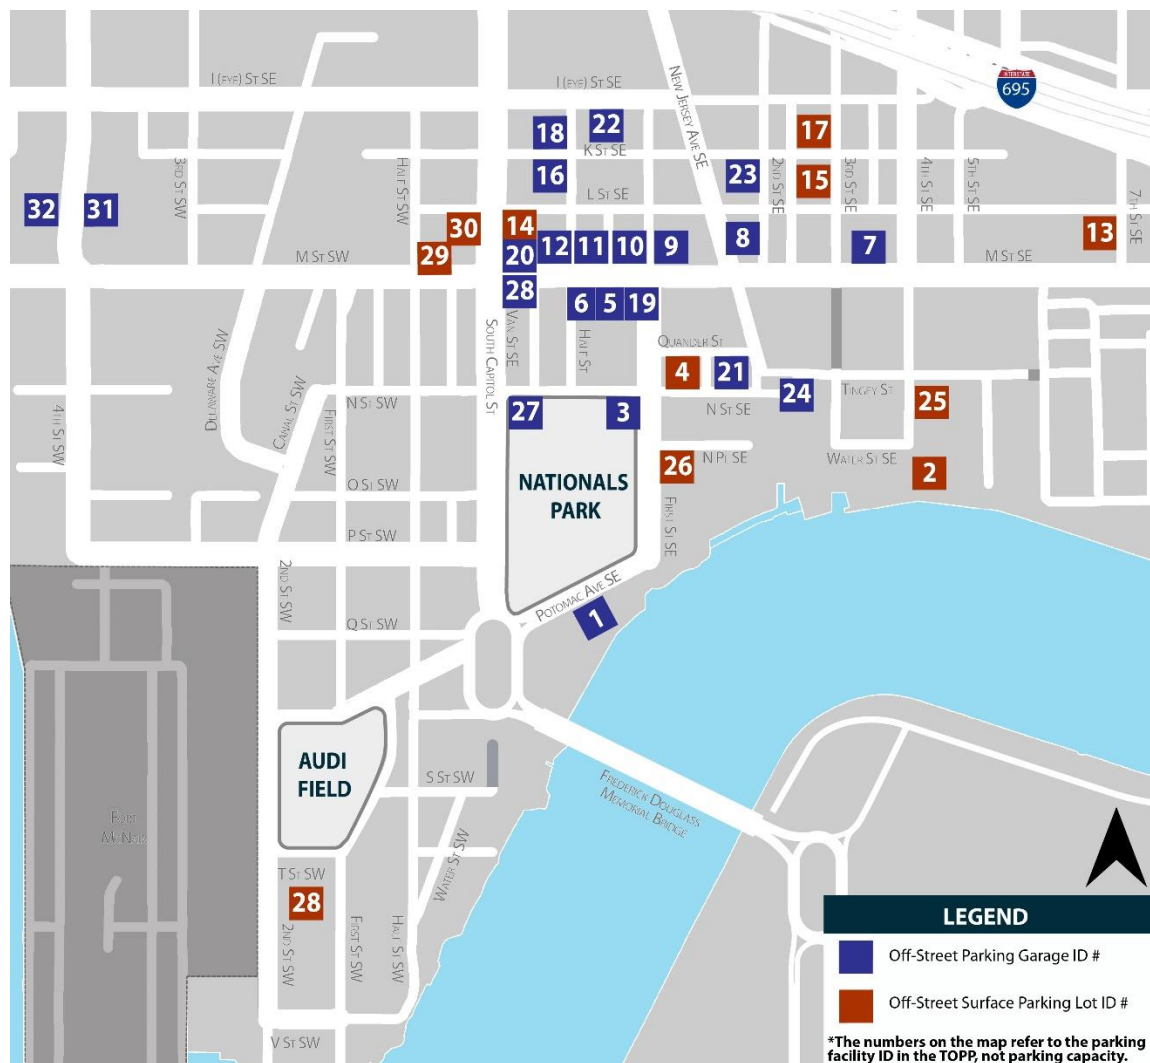 I (EYE) ST SE
I (EYE) ST SE
INTERSTATE
695
NEW JERSEY AVE SE
18
22
17
K ST SE
3RD ST SW
HALF ST SW
16
23
2ND ST SE
15
3RD ST SE
4TH ST SE
5TH ST SE
7TH ST SE
L ST SE
32
31
30
14
13
29
20
12
11
10
9
8
7
M ST SW
M ST SE
28
6
5
19
VAN ST SE
HALF ST
SOUTH CAPITOL ST
QUANDER ST
DELAWARE AVE SW
CANAL ST SW
FIRST ST SW
4TH ST SW
4
21
24
TINGEY ST
25
N ST SW
27
3
N ST SE
NATIONALS
PARK
26
N PL SE
WATER ST SE
2
O ST SW
P ST SW
FIRST ST SE
2ND ST SW
POTOMAC AVE SE
1
Q ST SW
AUDI
FIELD
S ST SW
FREDERICK DOUGLASS
MEMORIAL BRIDGE
FORT
MCNAIR
WATER ST SW
T ST SW
28
2ND ST SW
FIRST ST SW
HALF ST SW
V ST SW
LEGEND
Off-Street Parking Garage ID #
Off-Street Surface Parking Lot ID #
*The numbers on the map refer to the parking
facility ID in the TOPP, not parking capacity.